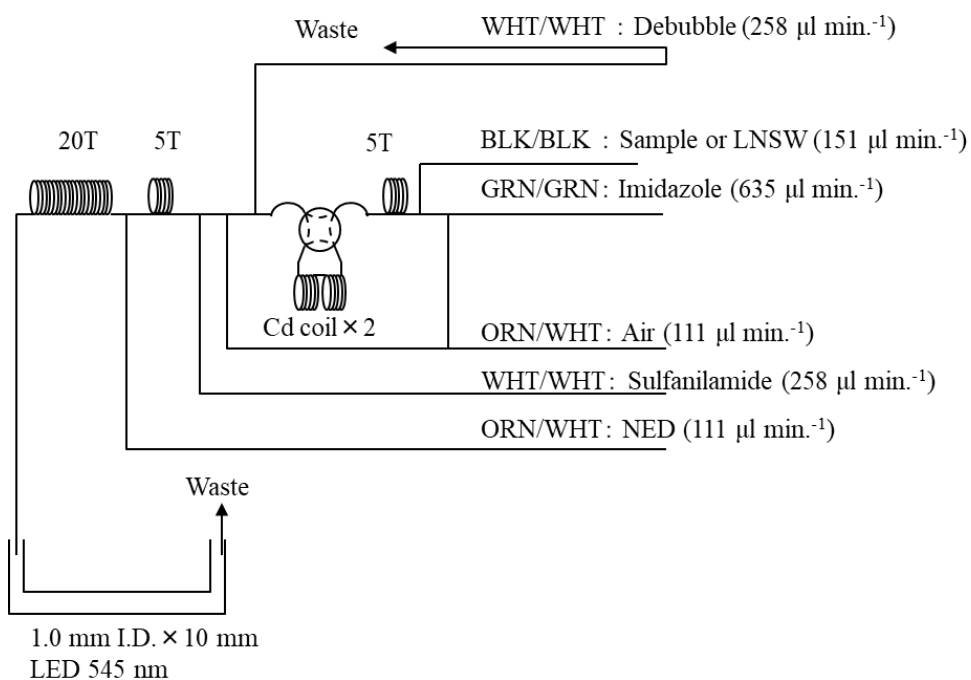 Waste
WHT/WHT : Debubble (258 μl min.-1)
20T
5T
5T
BLK/BLK : Sample or LNSW (151 μl min.-1)
GRN/GRN: Imidazole (635 μl min.-1)
Cd coil × 2
ORN/WHT: Air (111 μl min.-1)
WHT/WHT: Sulfanilamide (258 μl min.-1)
ORN/WHT: NED (111 μl min.-1)
Waste
1.0 mm I.D. × 10 mm
LED 545 nm